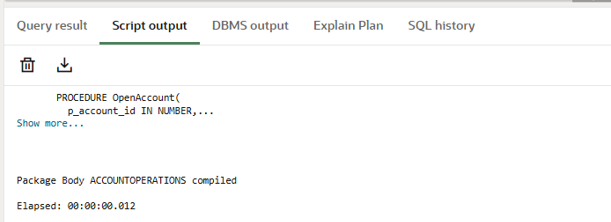 Query result Script output DBMS output Explain Plan SQL history
PROCEDURE OpenAccount(
p_account_id IN NUMBER,...
Show more...
Package Body ACCOUNTOPERATIONS compiled
Elapsed: 00:00:00.012